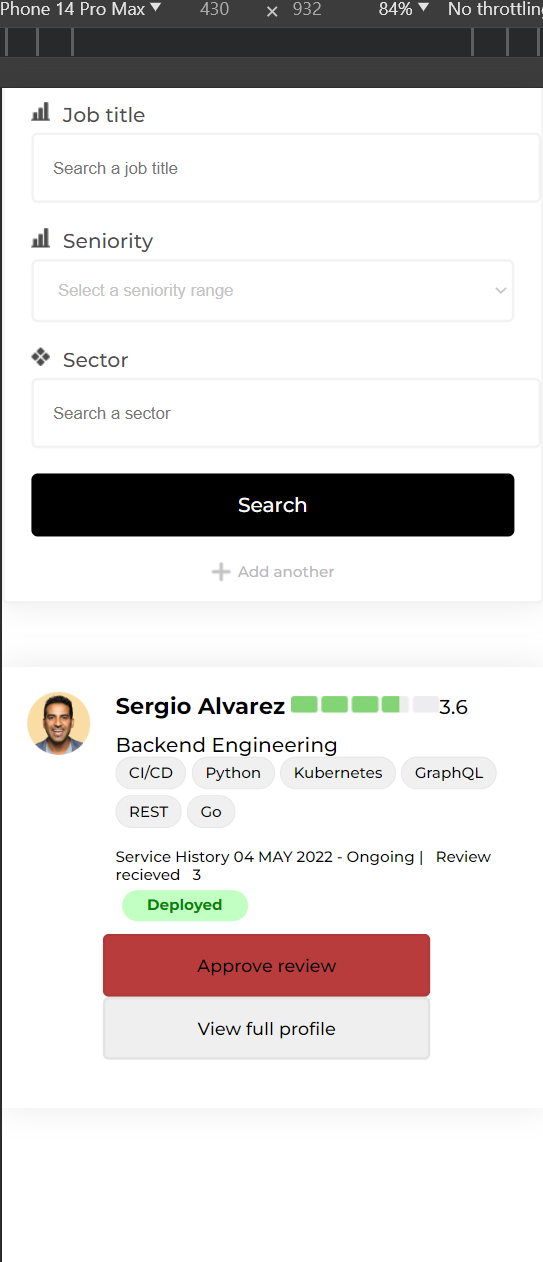 Phone 14 Pro Max 430 × 932 84% No throttling
Job title
Search a job title
Seniority
Select a seniority range
Sector
Search a sector
Search
Add another
Sergio Alvarez 3.6
Backend Engineering
CI/CD Python Kubernetes GraphQL
REST Go
Service History 04 MAY 2022 - Ongoing | Review
recieved 3
Deployed
Approve review
View full profile